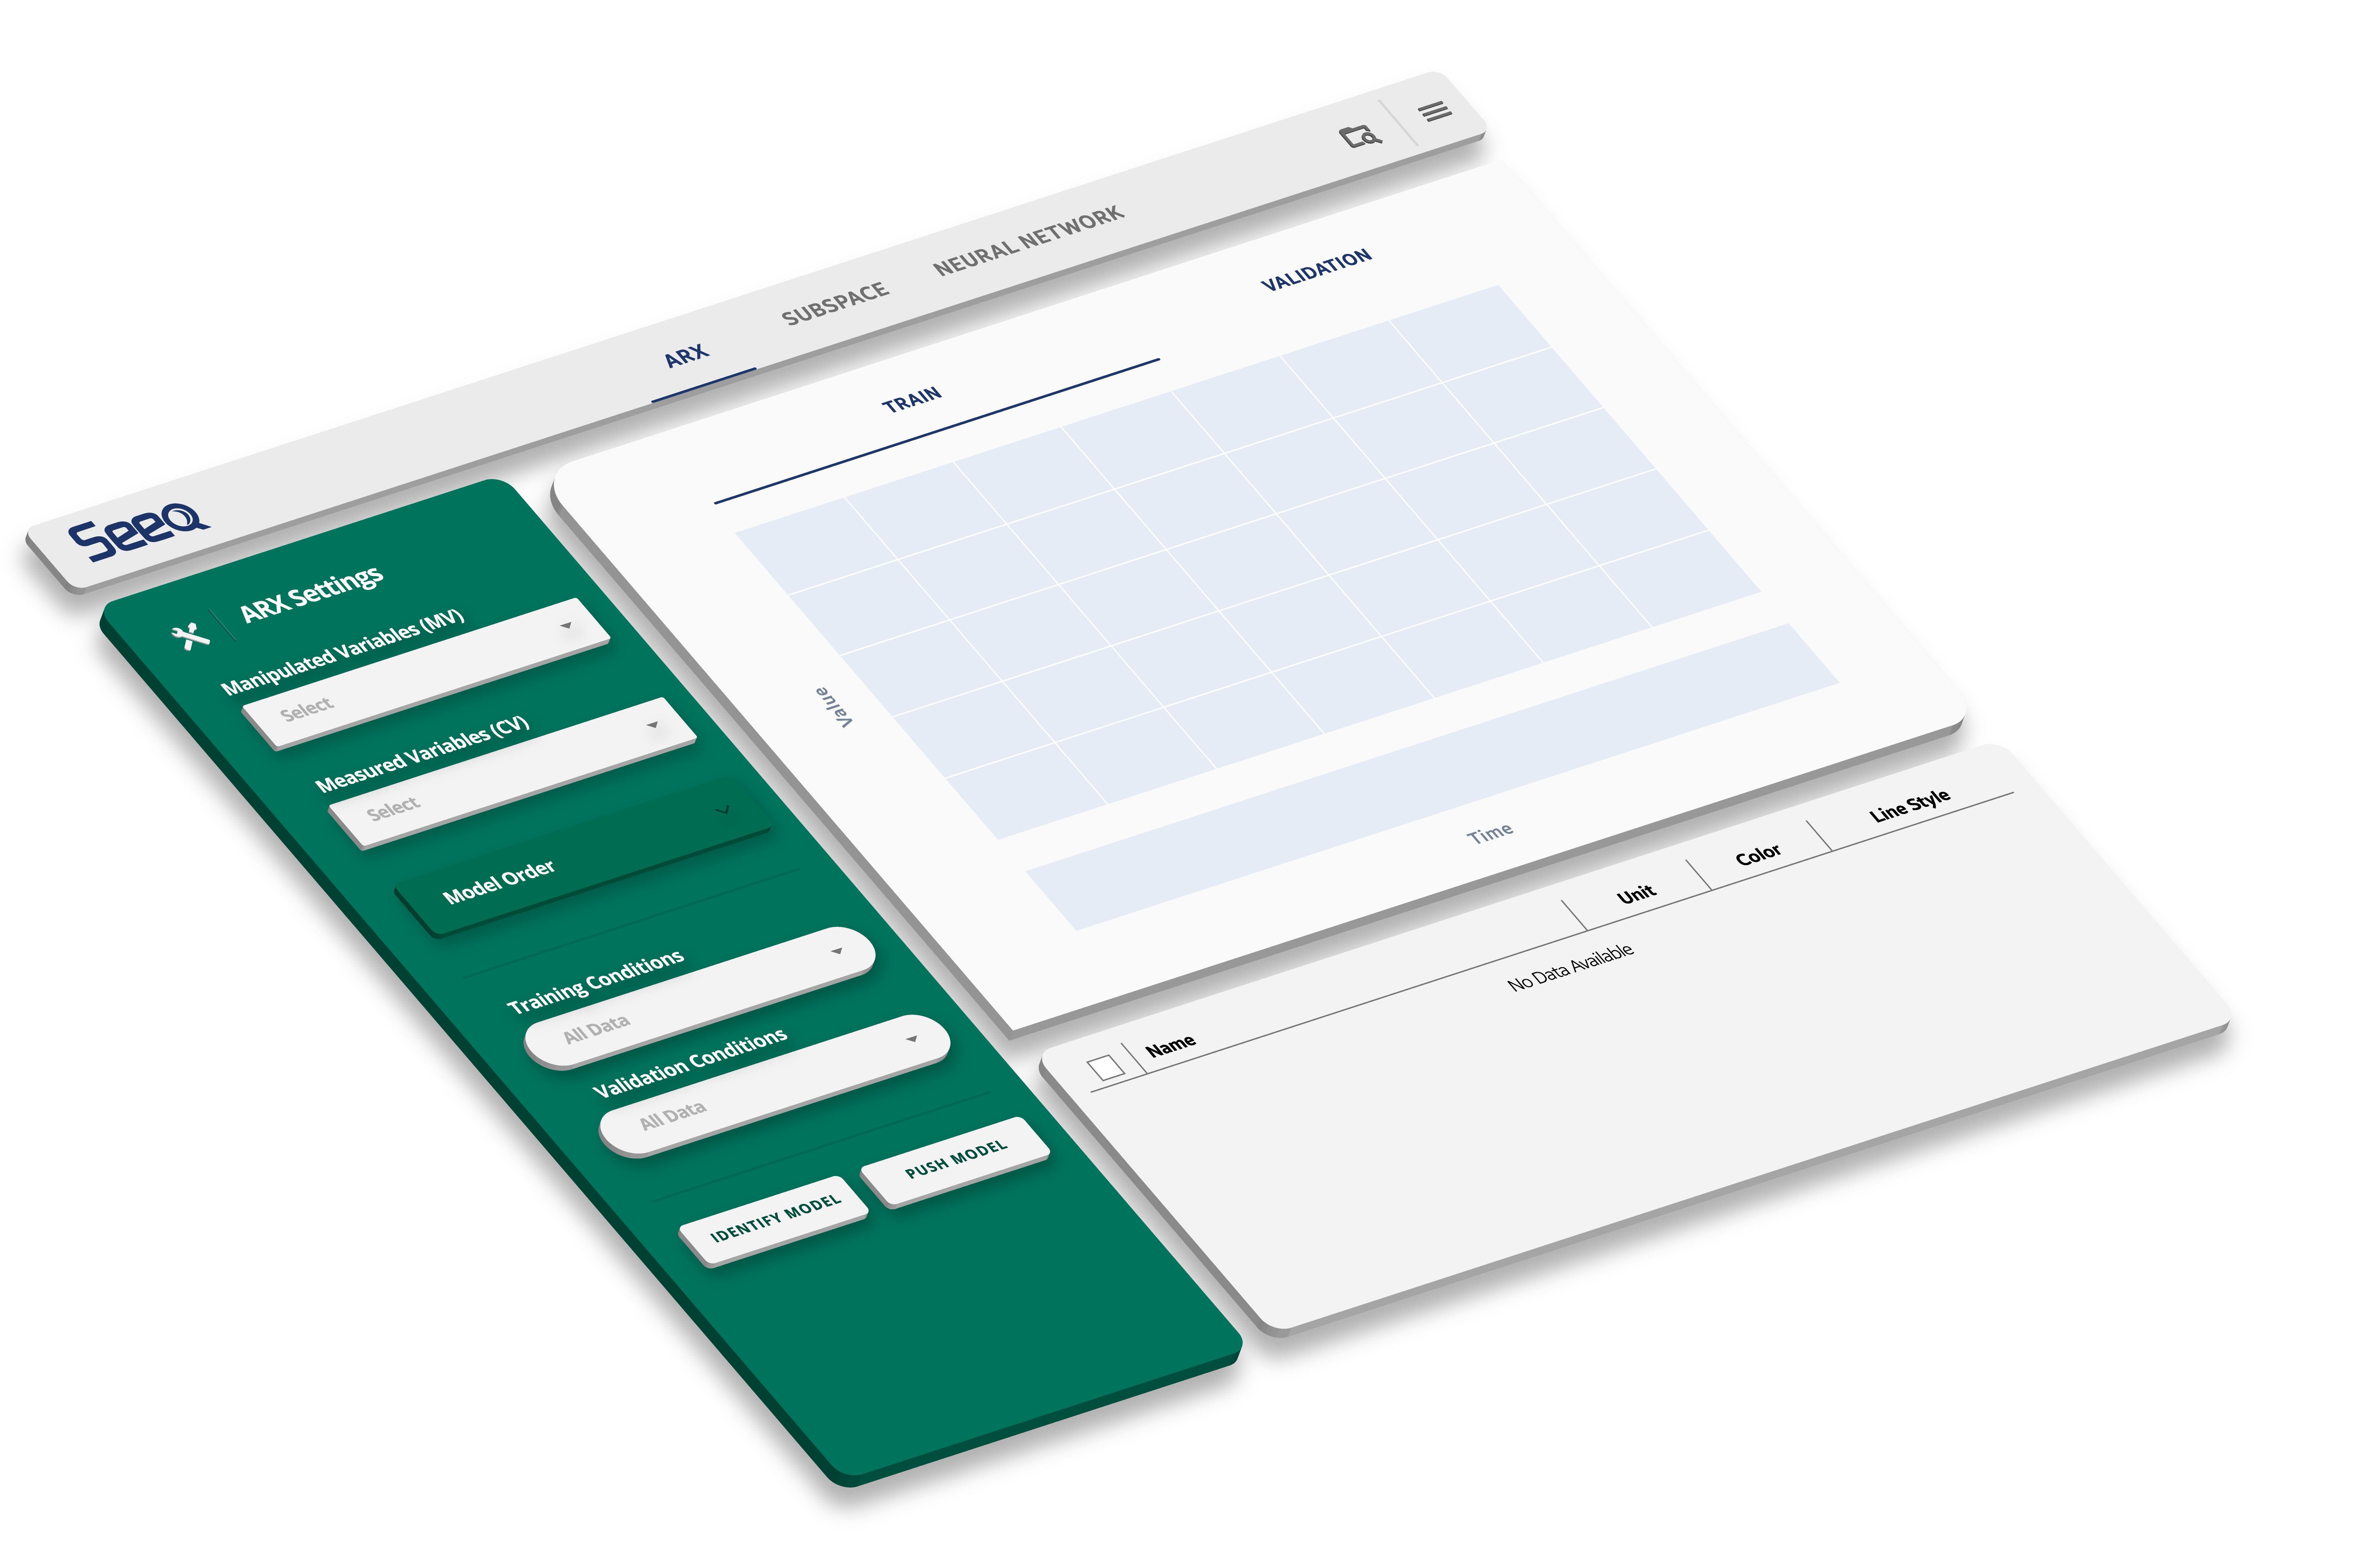 Seeq
ARX
SUBSPACE
NEURAL NETWORK
ARX Settings
Manipulated Variables (MV)
Select
Measured Variables (CV)
Select
Model Order
Training Conditions
All Data
Validation Conditions
All Data
IDENTIFY MODEL
PUSH MODEL
TRAIN
VALIDATION
Value
Time
Name
Unit
Color
Line Style
No Data Available